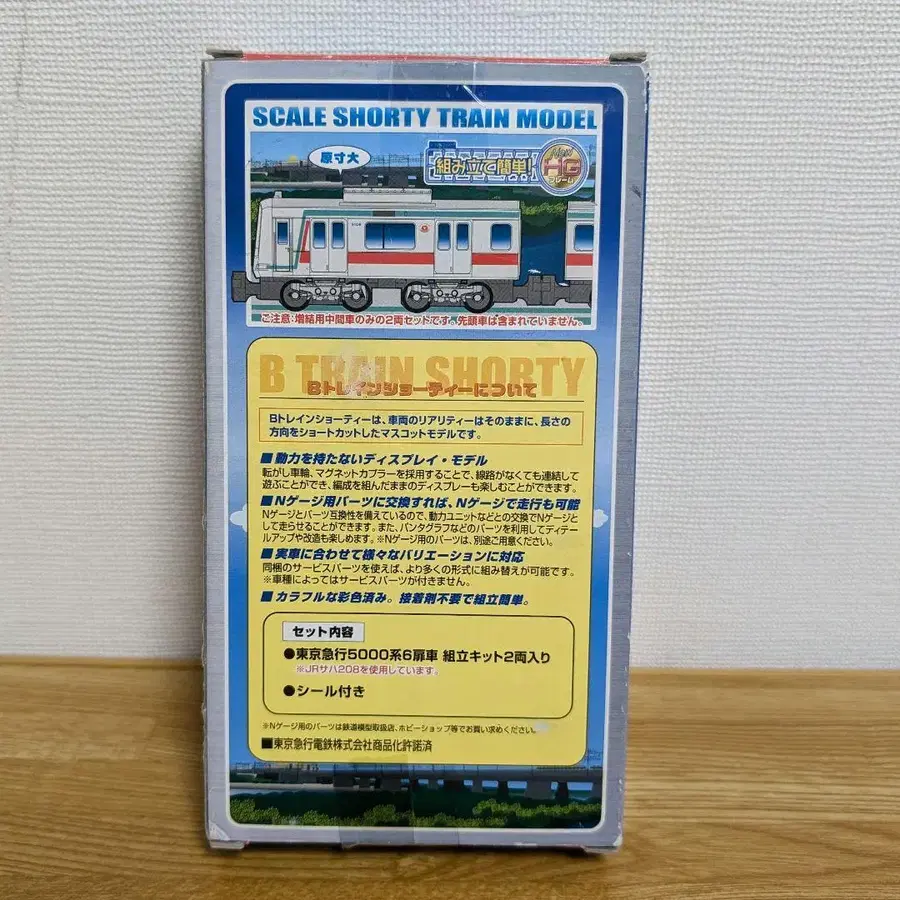 SCALE SHORTY TRAIN MODEL
原寸大
組み立て簡単!
New
HG
フレーム
ご注意:増結用中間車のみの2両セットです。先頭車は含まれていません。
B TRAIN SHORTY
Bトレインショーティーについて
Bトレインショーティーは、車両のリアリティーはそのままに、長さの
方向をショートカットしたマスコットモデルです。
■動力を持たないディスプレイ・モデル
転がし車輪、マグネットカプラーを採用することで、線路がなくても連結して
遊ぶことができ、編成を組んだままのディスプレーも楽しむことができます。
■Nゲージ用パーツに交換すれば、Nゲージで走行も可能
Nゲージとパーツ互換性を備えているので、動力ユニットなどとの交換でNゲージと
して走らせることができます。また、パンタグラフなどのパーツを利用してディテー
ルアップや改造も楽しめます。※Nゲージ用のパーツは、別途ご用意ください。
■実車に合わせて様々なバリエーションに対応
同梱のサービスパーツを使えば、より多くの形式に組み替えが可能です。
※車種によってはサービスパーツが付きません。
■カラフルな彩色済み。接着剤不要で組立簡単。
セット内容
●東京急行5000系6扉車 組立キット2両入り
※JRサハ208を使用しています。
●シール付き
※Nゲージ用のパーツは鉄道模型取扱店、ホビーショップ等でお買い求めください。
■東京急行電鉄株式会社商品化許諾済